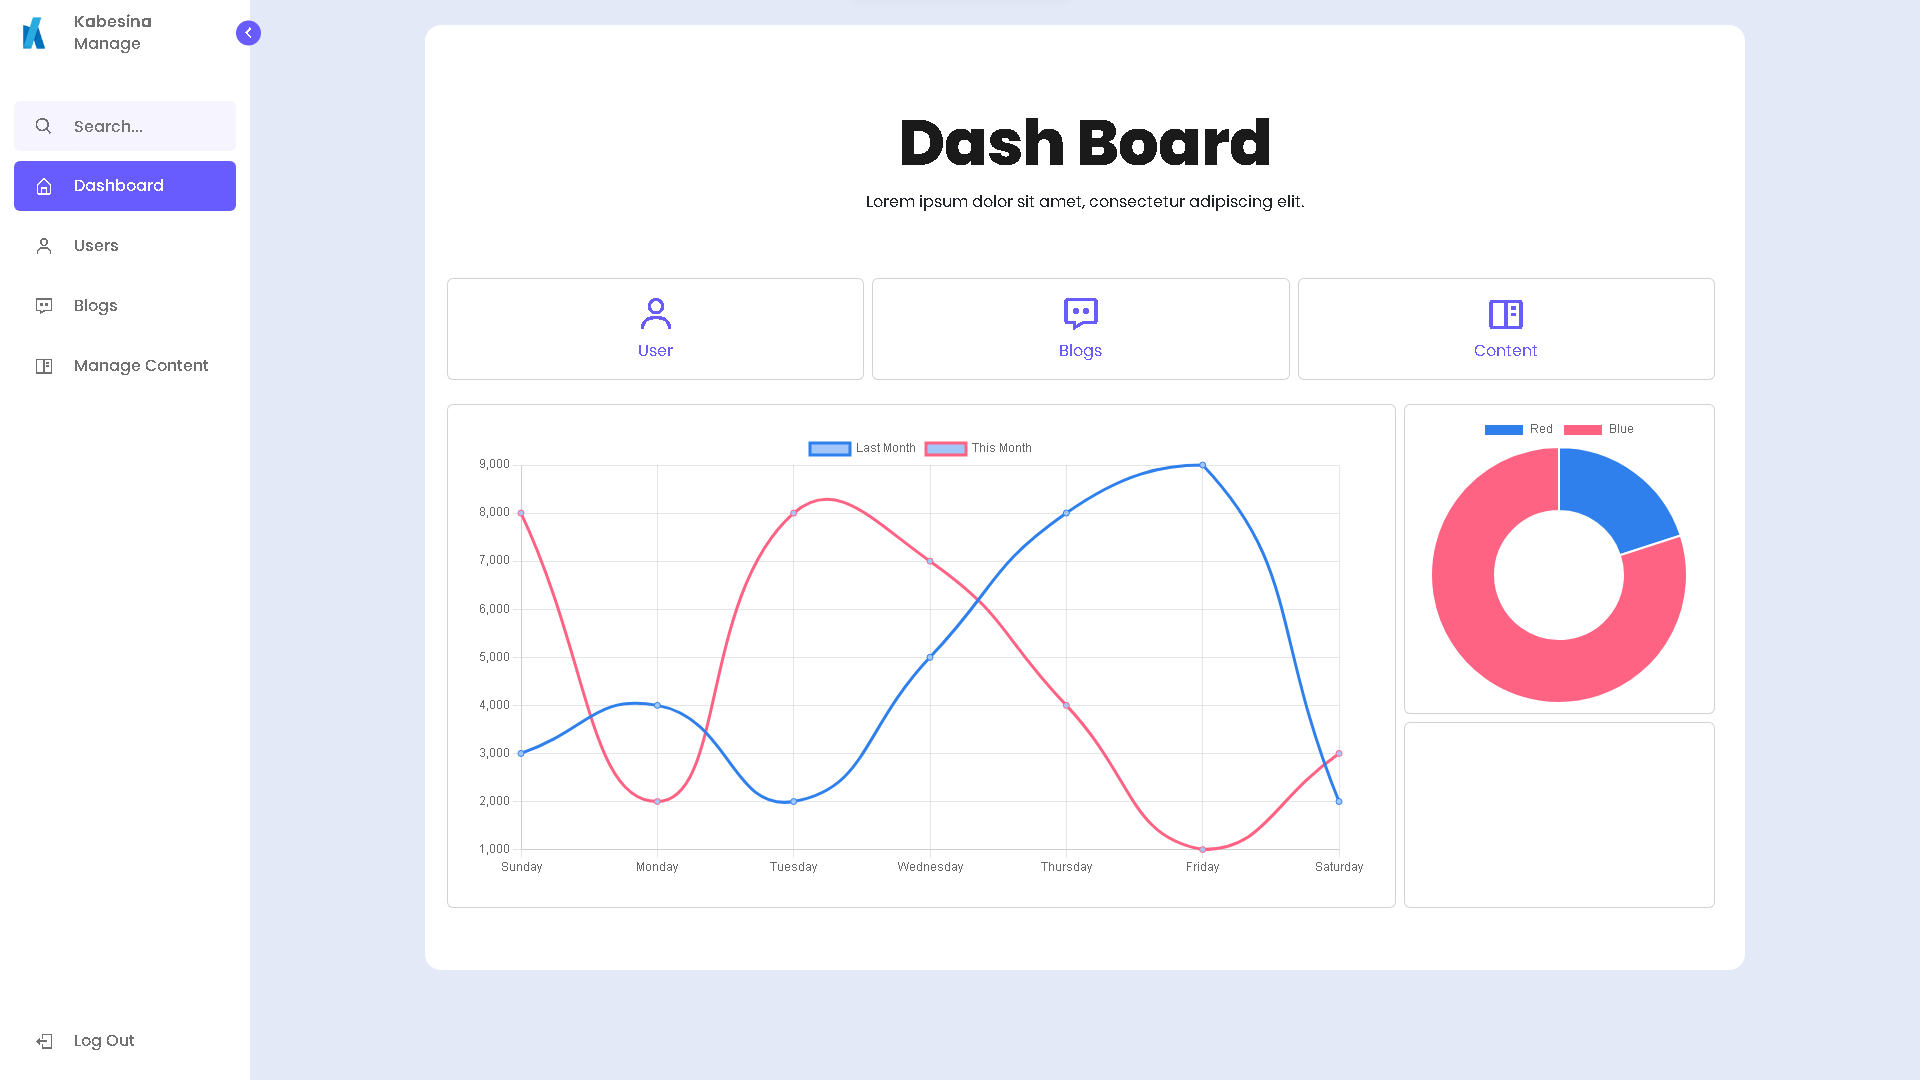 Kabesina
Manage
Search...
Dashboard
Users
Blogs
Manage Content
Log Out
Dash Board
Lorem ipsum dolor sit amet, consectetur adipiscing elit.
User
Blogs
Content
Last Month This Month
9,000
8,000
7,000
6,000
5,000
4,000
3,000
2,000
1,000
Sunday Monday Tuesday Wednesday Thursday Friday Saturday
Red Blue